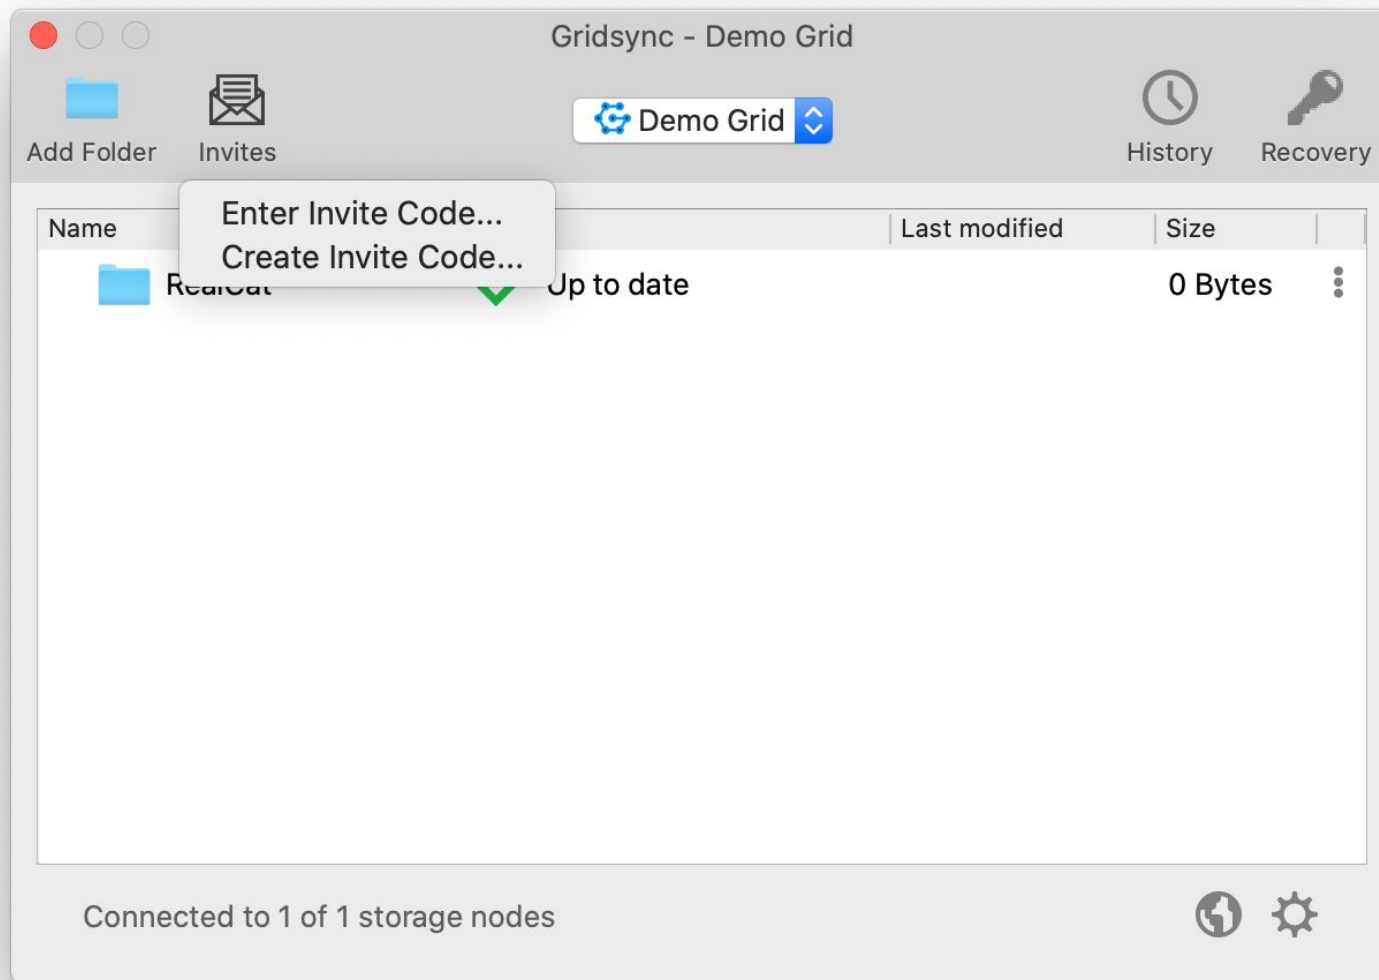 Gridsync - Demo Grid
Add Folder
Invites
Demo Grid
History
Recovery
Enter Invite Code...
Create Invite Code...
Name
Last modified
Size
RealCat
Up to date
0 Bytes
Connected to 1 of 1 storage nodes